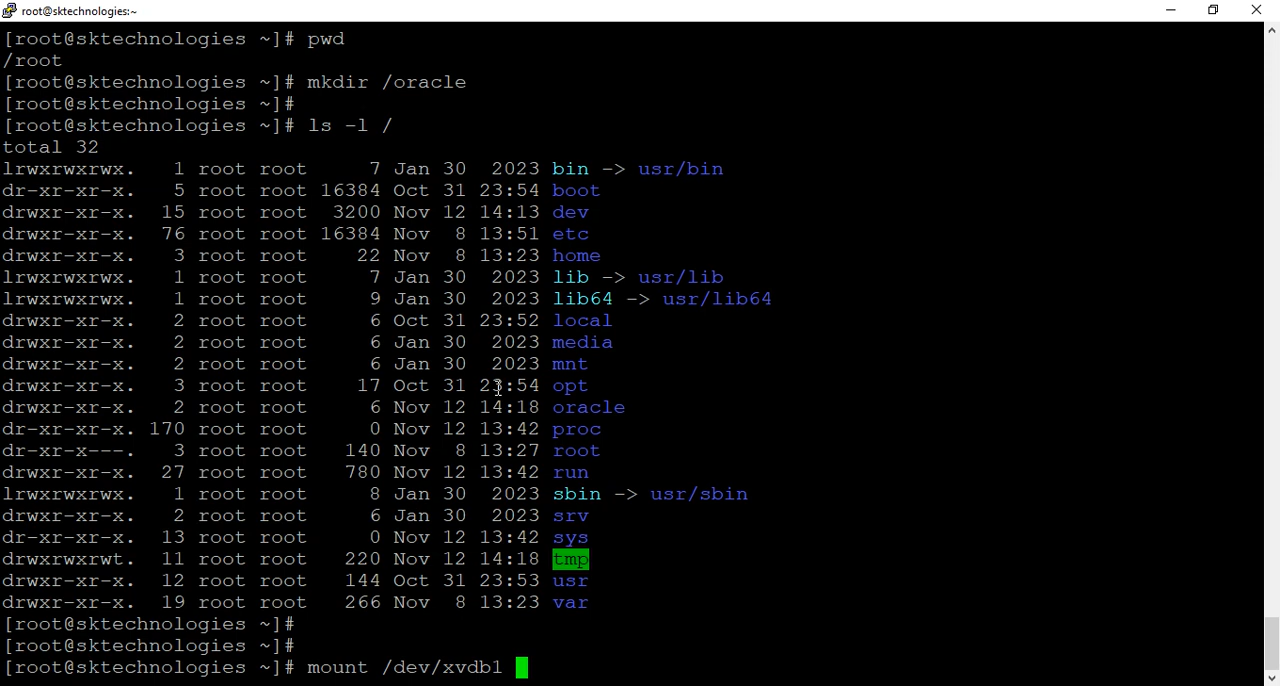 root@sktechnologies:~
[root@sktechnologies ~]# pwd
/root
[root@sktechnologies ~]# mkdir /oracle
[root@sktechnologies ~]#
[root@sktechnologies ~]# ls -l /
total 32
lrwxrwxrwx.   1 root root     7 Jan 30  2023 bin -> usr/bin
dr-xr-xr-x.   5 root root 16384 Oct 31 23:54 boot
drwxr-xr-x.  15 root root  3200 Nov 12 14:13 dev
drwxr-xr-x.  76 root root 16384 Nov  8 13:51 etc
drwxr-xr-x.   3 root root    22 Nov  8 13:23 home
lrwxrwxrwx.   1 root root     7 Jan 30  2023 lib -> usr/lib
lrwxrwxrwx.   1 root root     9 Jan 30  2023 lib64 -> usr/lib64
drwxr-xr-x.   2 root root     6 Oct 31 23:52 local
drwxr-xr-x.   2 root root     6 Jan 30  2023 media
drwxr-xr-x.   2 root root     6 Jan 30  2023 mnt
drwxr-xr-x.   3 root root    17 Oct 31 23:54 opt
drwxr-xr-x.   2 root root     6 Nov 12 14:18 oracle
dr-xr-xr-x. 170 root root     0 Nov 12 13:42 proc
dr-xr-x---.   3 root root   140 Nov  8 13:27 root
drwxr-xr-x.  27 root root   780 Nov 12 13:42 run
lrwxrwxrwx.   1 root root     8 Jan 30  2023 sbin -> usr/sbin
drwxr-xr-x.   2 root root     6 Jan 30  2023 srv
dr-xr-xr-x.  13 root root     0 Nov 12 13:42 sys
drwxrwxrwt.  11 root root   220 Nov 12 14:18 tmp
drwxr-xr-x.  12 root root   144 Oct 31 23:53 usr
drwxr-xr-x.  19 root root   266 Nov  8 13:23 var
[root@sktechnologies ~]#
[root@sktechnologies ~]#
[root@sktechnologies ~]# mount /dev/xvdb1